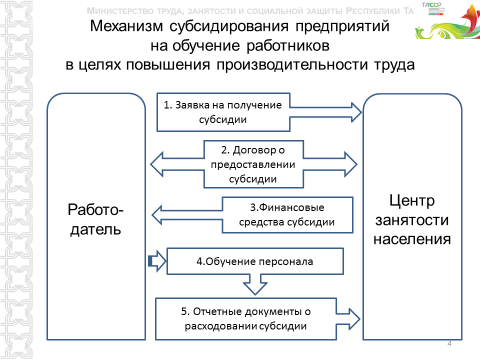 Министерство труда, занятости и социальной защиты Республики Та
ТАССР
Механизм субсидирования предприятий
на обучение работников
в целях повышения производительности труда
1. Заявка на получение
субсидии
2. Договор о
предоставлении
субсидии
3.Финансовые
средства субсидии
4.Обучение персонала
5. Отчетные документы о
расходовании субсидии
Работо-
датель
Центр
занятости
населения
4